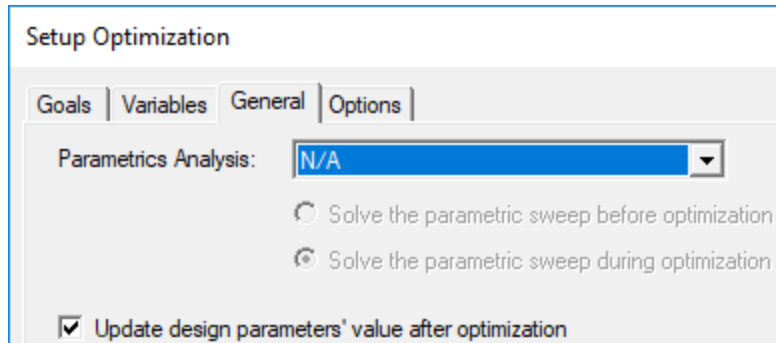 Setup Optimization
Goals Variables General Options
Parametrics Analysis: N/A
Solve the parametric sweep before optimization
Solve the parametric sweep during optimization
Update design parameters' value after optimization